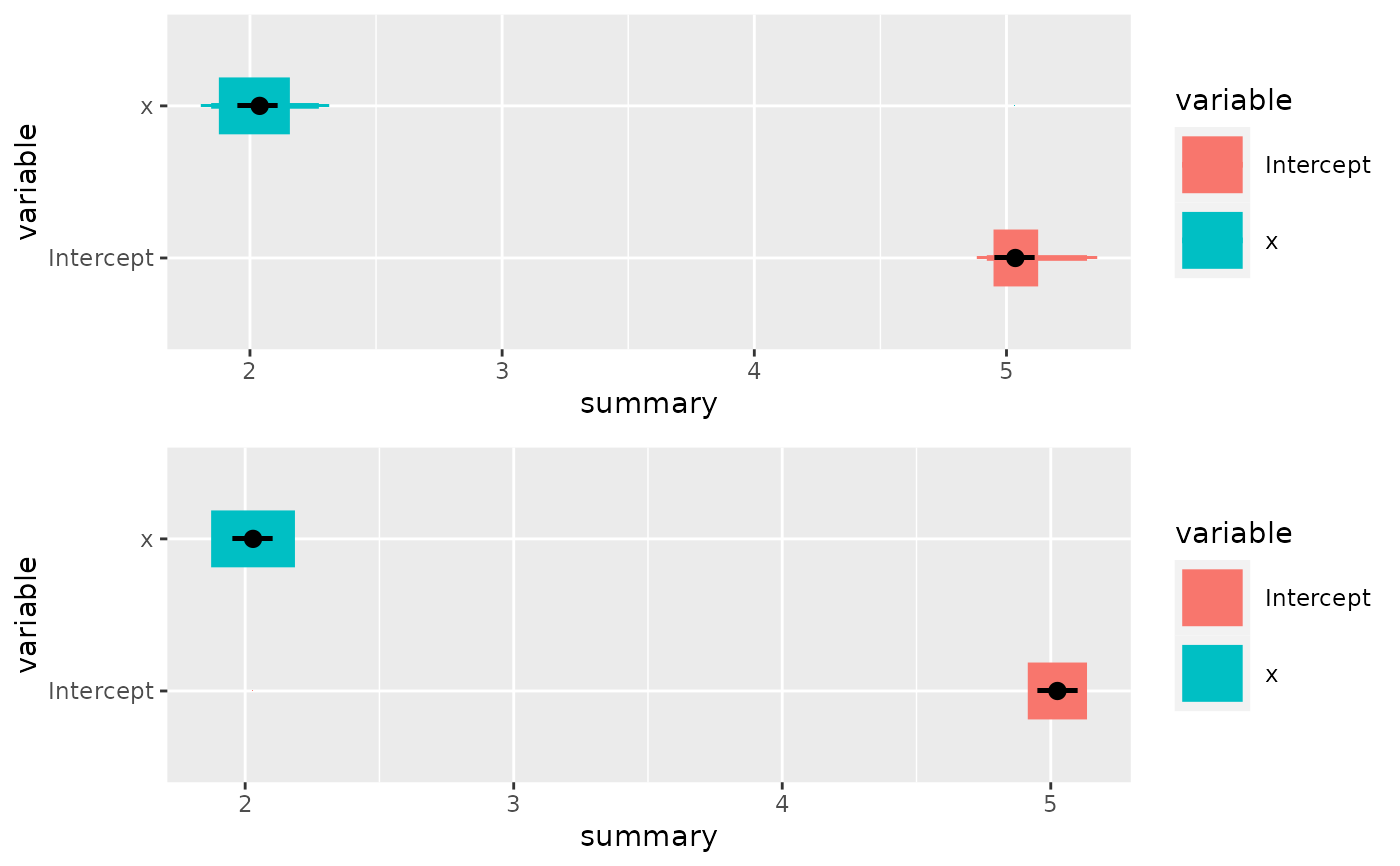 variable
x
Intercept
2 3 4 5
summary
variable
Intercept
x
variable
x
Intercept
2 3 4 5
summary
variable
Intercept
x